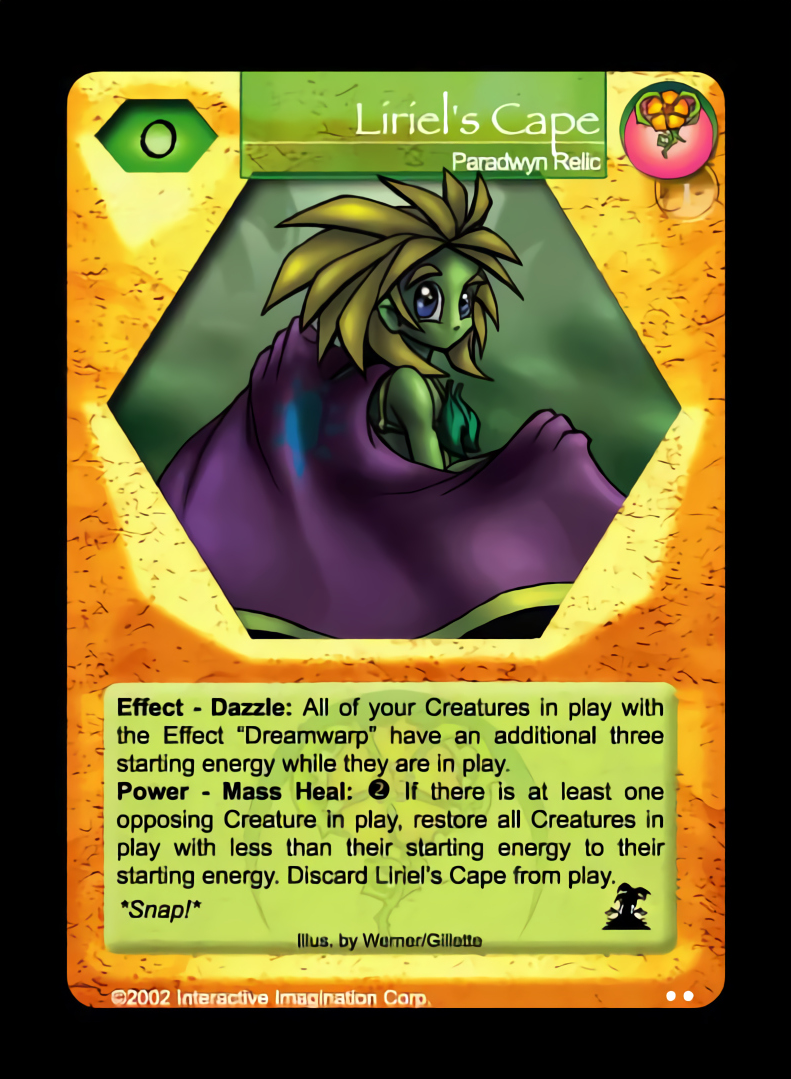 O
Liriel's Cape
Paradwyn Relic
Effect - Dazzle: All of your Creatures in play with
the Effect "Dreamwarp" have an additional three
starting energy while they are in play.
Power - Mass Heal: ❷ If there is at least one
opposing Creature in play, restore all Creatures in
play with less than their starting energy to their
starting energy. Discard Liriel's Cape from play.
*Snap!*
Illus. by Werner/Gillette
©2002 Interactive Imagination Corp.